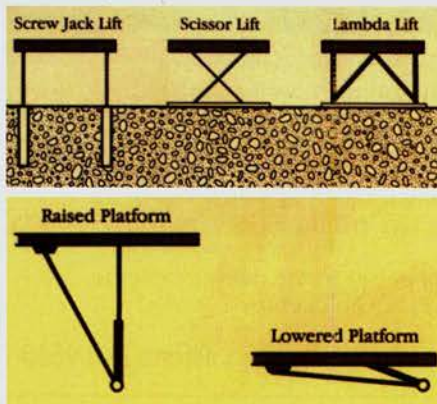 Screw Jack Lift
Scissor Lift
Lambda Lift
Raised Platform
Lowered Platform